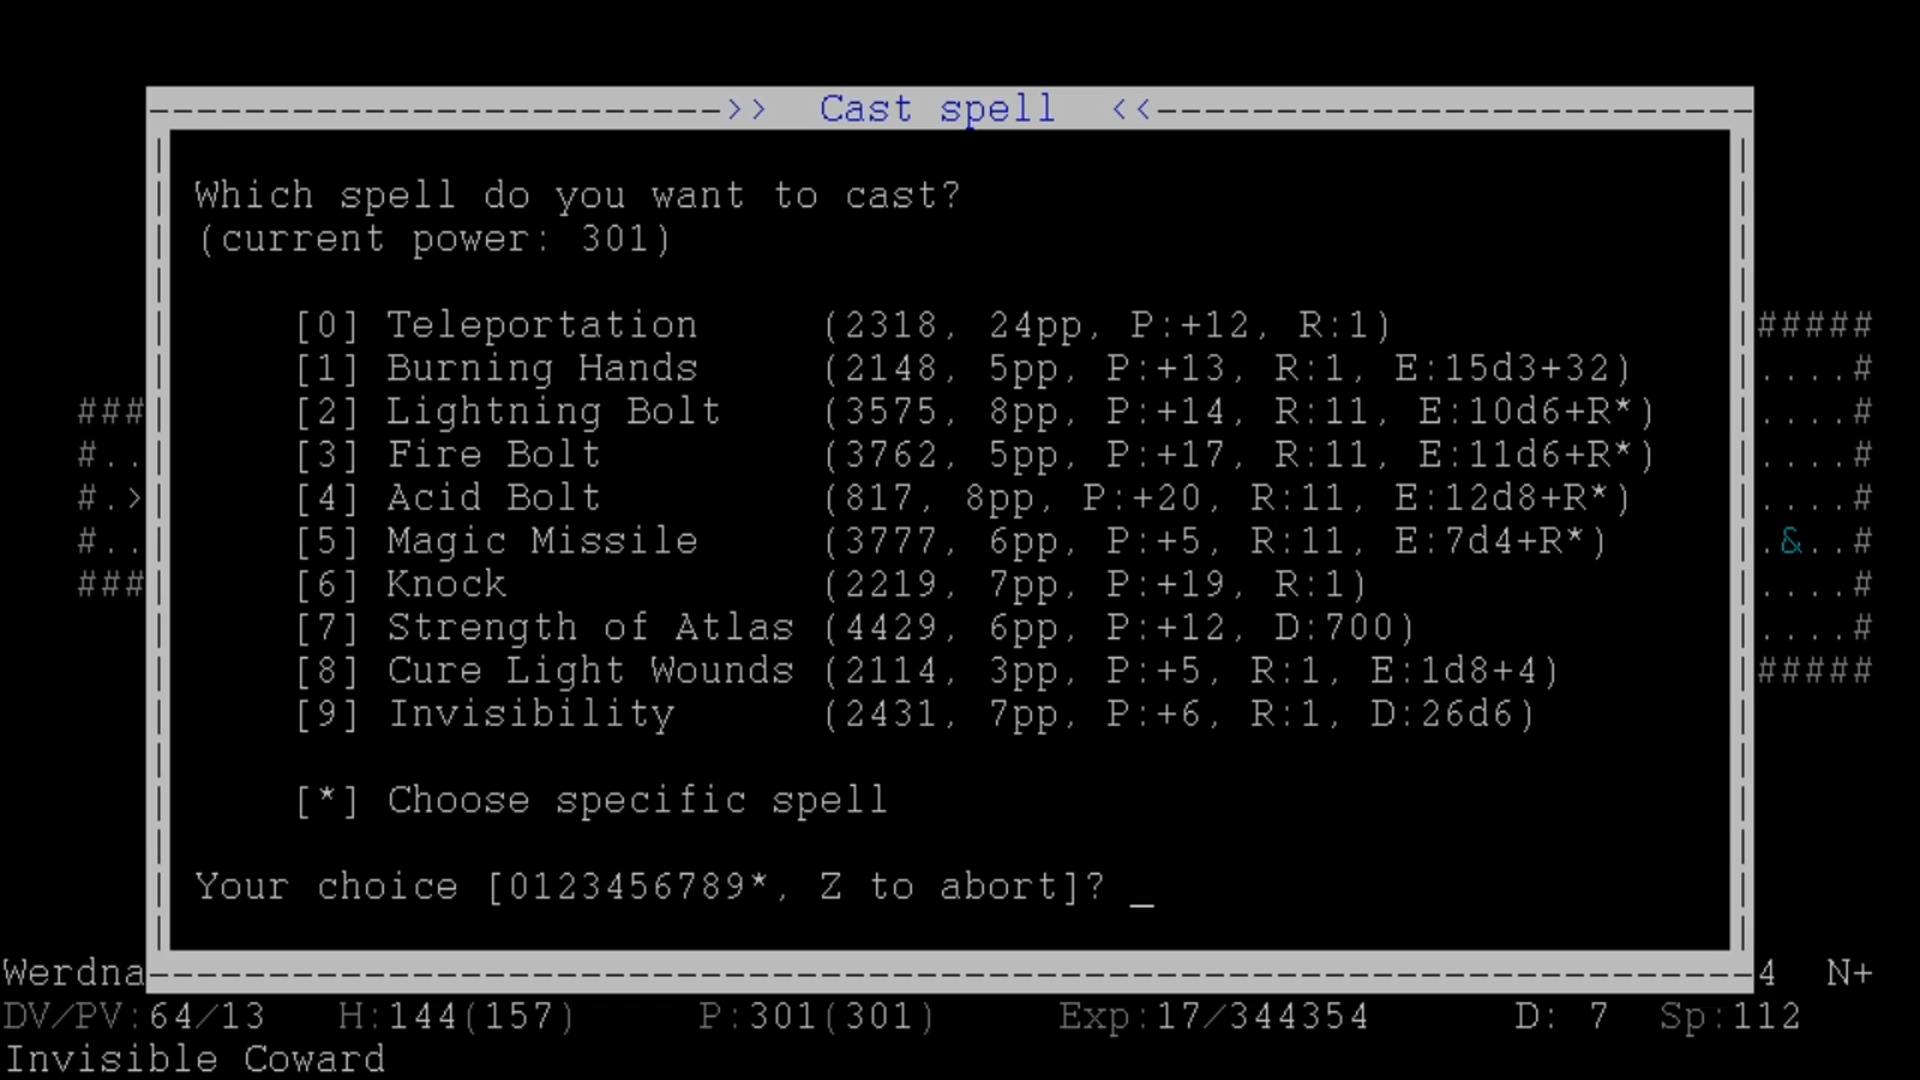 >> Cast spell <<
Which spell do you want to cast?
(current power: 301)
[0] Teleportation (2318, 24pp, P:+12, R:1)
[1] Burning Hands (2148, 5pp, P:+13, R:1, E:15d3+32)
[2] Lightning Bolt (3575, 8pp, P:+14, R:11, E:10d6+R*)
[3] Fire Bolt (3762, 5pp, P:+17, R:11, E:11d6+R*)
[4] Acid Bolt (817, 8pp, P:+20, R:11, E:12d8+R*)
[5] Magic Missile (3777, 6pp, P:+5, R:11, E:7d4+R*)
[6] Knock (2219, 7pp, P:+19, R:1)
[7] Strength of Atlas (4429, 6pp, P:+12, D:700)
[8] Cure Light Wounds (2114, 3pp, P:+5, R:1, E:1d8+4)
[9] Invisibility (2431, 7pp, P:+6, R:1, D:26d6)
[*] Choose specific spell
Your choice [0123456789*, Z to abort]? _
Werdna 4 N+
DV/PV:64/13 H:144(157) P:301(301) Exp:17/344354 D: 7 Sp:112
Invisible Coward